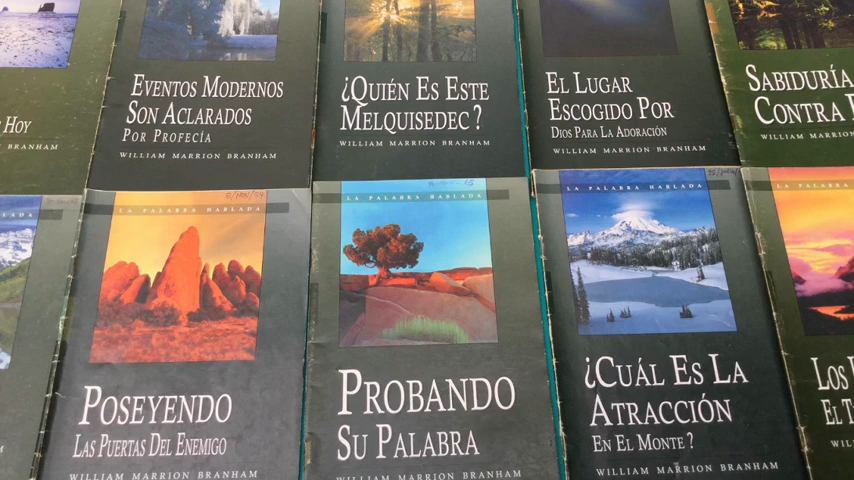 HOY
EVENTOS MODERNOS
SON ACLARADOS
POR PROFECÍA
WILLIAM MARRION BRANHAM
¿QUIÉN ES ESTE
MELQUISEDEC?
WILLIAM MARRION BRANHAM
EL LUGAR
ESCOGIDO POR
DIOS PARA LA ADORACIÓN
WILLIAM MARRION BRANHAM
SABIDURÍA
CONTRA
WILLIAM MARRION
LA PALABRA HABLADA
POSEYENDO
LAS PUERTAS DEL ENEMIGO
WILLIAM MARRION BRANHAM
LA PALABRA HABLADA
PROBANDO
SU PALABRA
WILLIAM MARRION BRANHAM
LA PALABRA HABLADA
¿CUÁL ES LA
ATRACCIÓN
EN EL MONTE?
WILLIAM MARRION BRANHAM
LA PALABRA
LOS
EL
WILLIAM